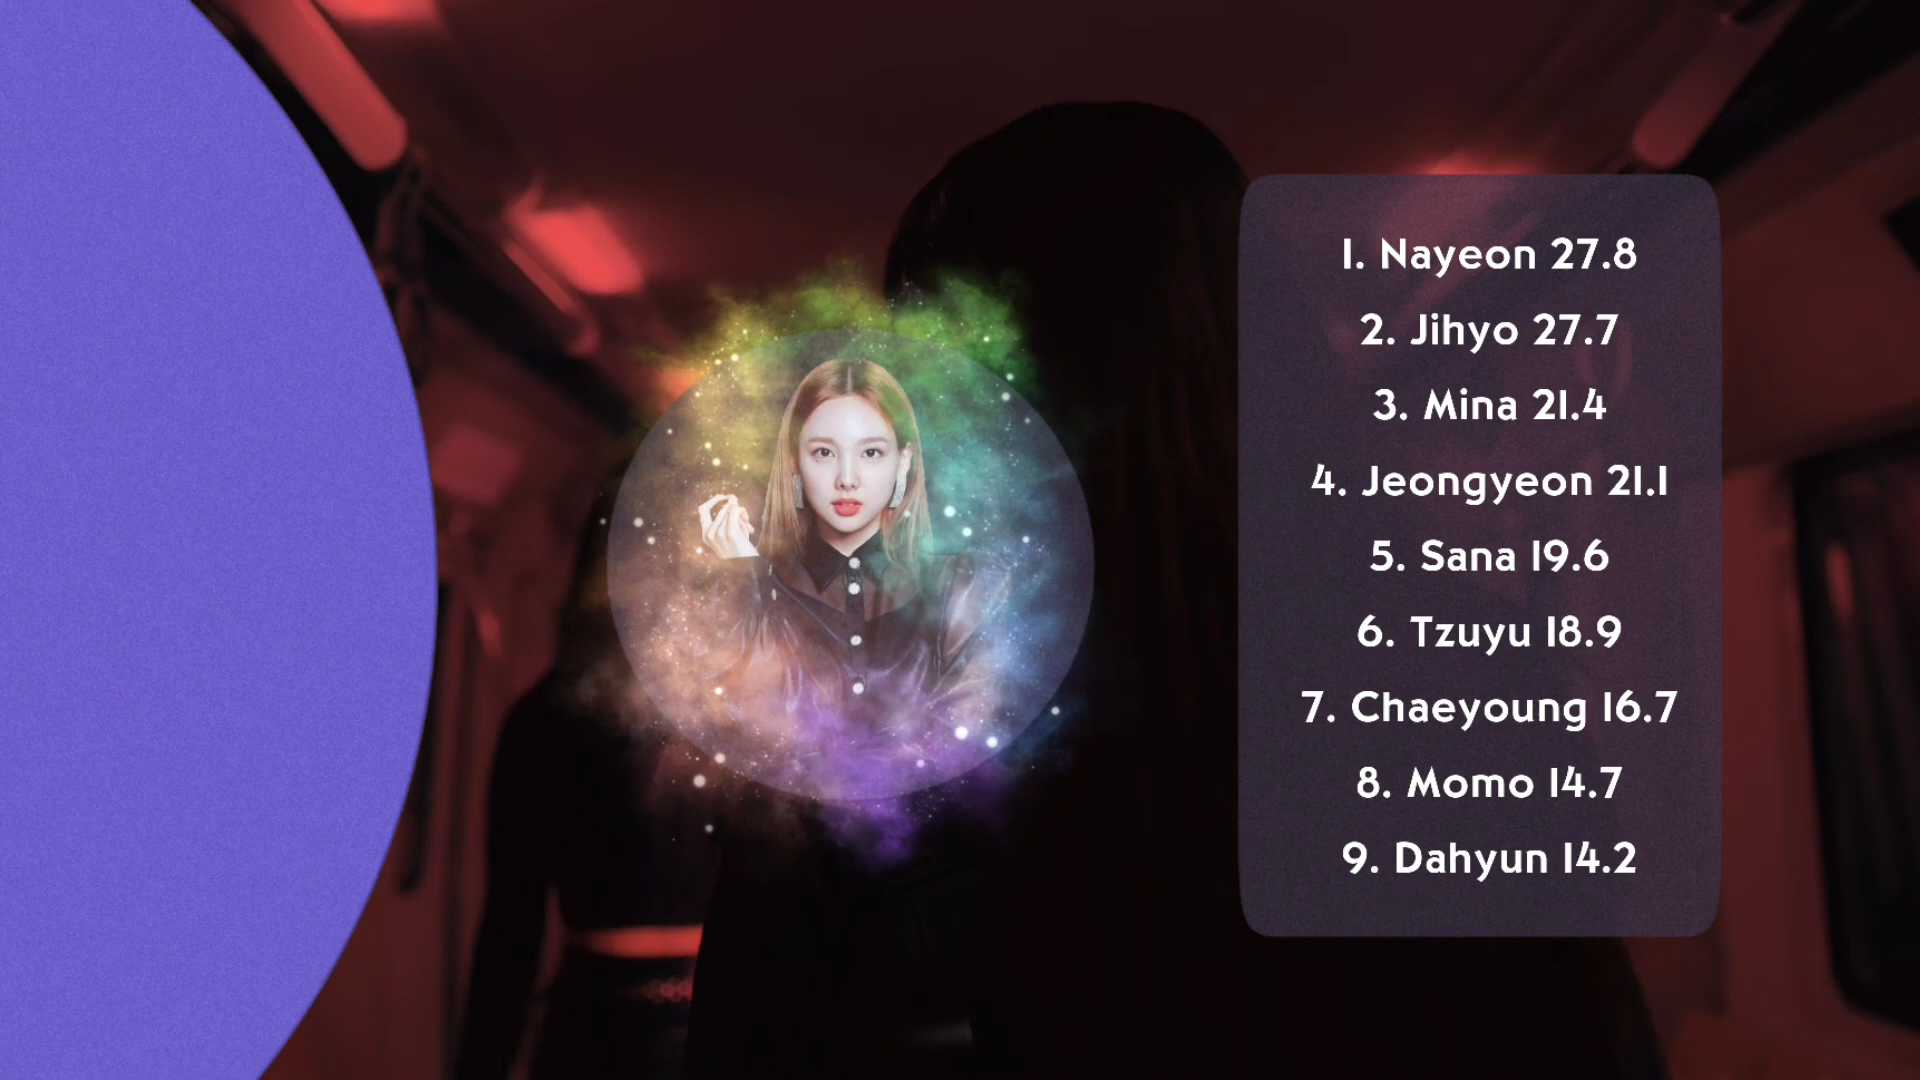 1. Nayeon 27.8
2. Jihyo 27.7
3. Mina 21.4
4. Jeongyeon 21.1
5. Sana 19.6
6. Tzuyu 18.9
7. Chaeyoung 16.7
8. Momo 14.7
9. Dahyun 14.2